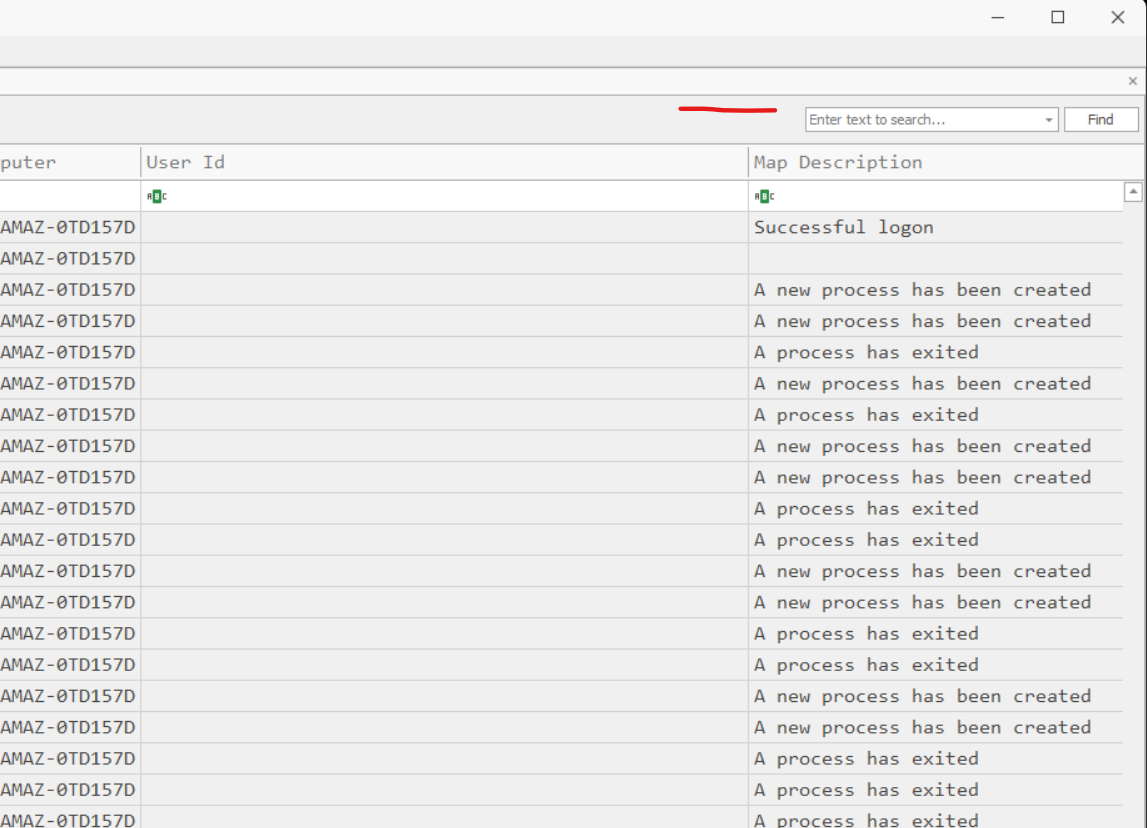 Enter text to search... Find
puter User Id Map Description
ABC ABC
AMAZ-0TD157D Successful logon
AMAZ-0TD157D
AMAZ-0TD157D A new process has been created
AMAZ-0TD157D A new process has been created
AMAZ-0TD157D A process has exited
AMAZ-0TD157D A new process has been created
AMAZ-0TD157D A process has exited
AMAZ-0TD157D A new process has been created
AMAZ-0TD157D A new process has been created
AMAZ-0TD157D A process has exited
AMAZ-0TD157D A process has exited
AMAZ-0TD157D A new process has been created
AMAZ-0TD157D A new process has been created
AMAZ-0TD157D A process has exited
AMAZ-0TD157D A process has exited
AMAZ-0TD157D A new process has been created
AMAZ-0TD157D A new process has been created
AMAZ-0TD157D A process has exited
AMAZ-0TD157D A process has exited
AMAZ-0TD157D A process has exited